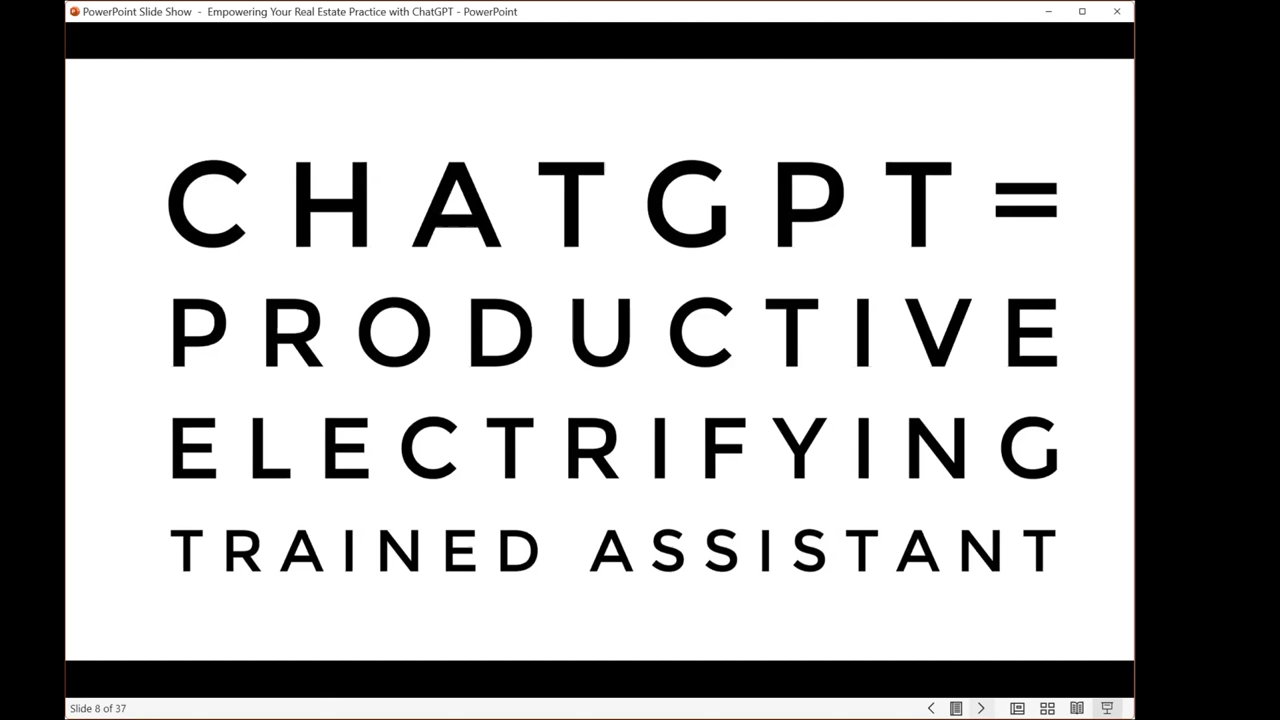 PowerPoint Slide Show - Empowering Your Real Estate Practice with ChatGPT - PowerPoint
CHATGPT=
PRODUCTIVE
ELECTRIFYING
TRAINED ASSISTANT
Slide 8 of 37